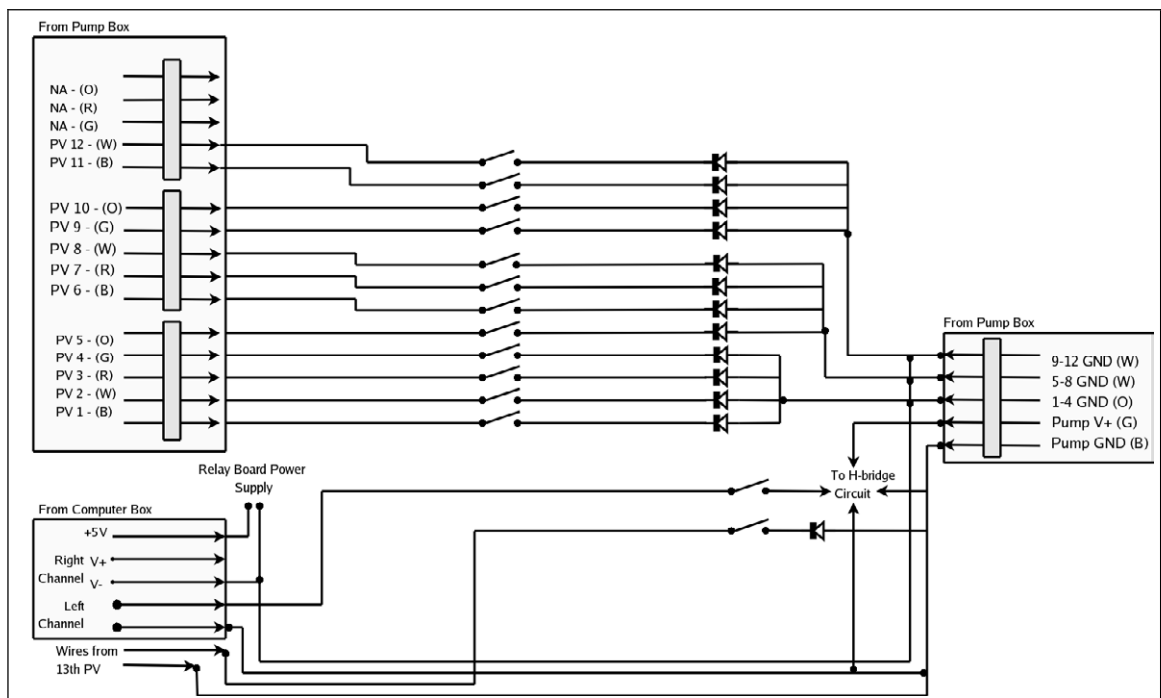 From Pump Box
NA - (O)
NA - (R)
NA - (G)
PV 12 - (W)
PV 11 - (B)
PV 10 - (O)
PV 9 - (G)
PV 8 - (W)
PV 7 - (R)
PV 6 - (B)
PV 5 - (O)
PV 4 - (G)
PV 3 - (R)
PV 2 - (W)
PV 1 - (B)
From Pump Box
9-12 GND (W)
5-8 GND (W)
1-4 GND (O)
Pump V+ (G)
Pump GND (B)
Relay Board Power
Supply
To H-bridge
Circuit
From Computer Box
+5V
Right V+
Channel V-
Left
Channel
Wires from
13th PV